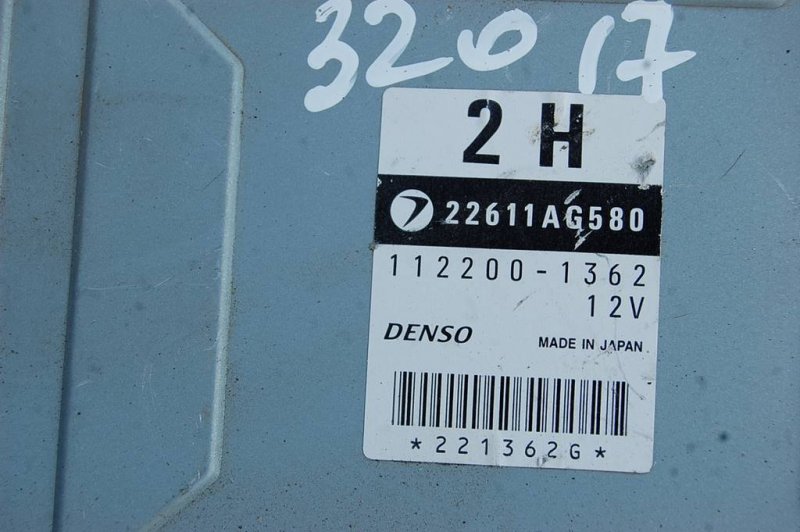 32017
2 H
22611AG580
112200-1362
12V
DENSO
MADE IN JAPAN
*221362G*